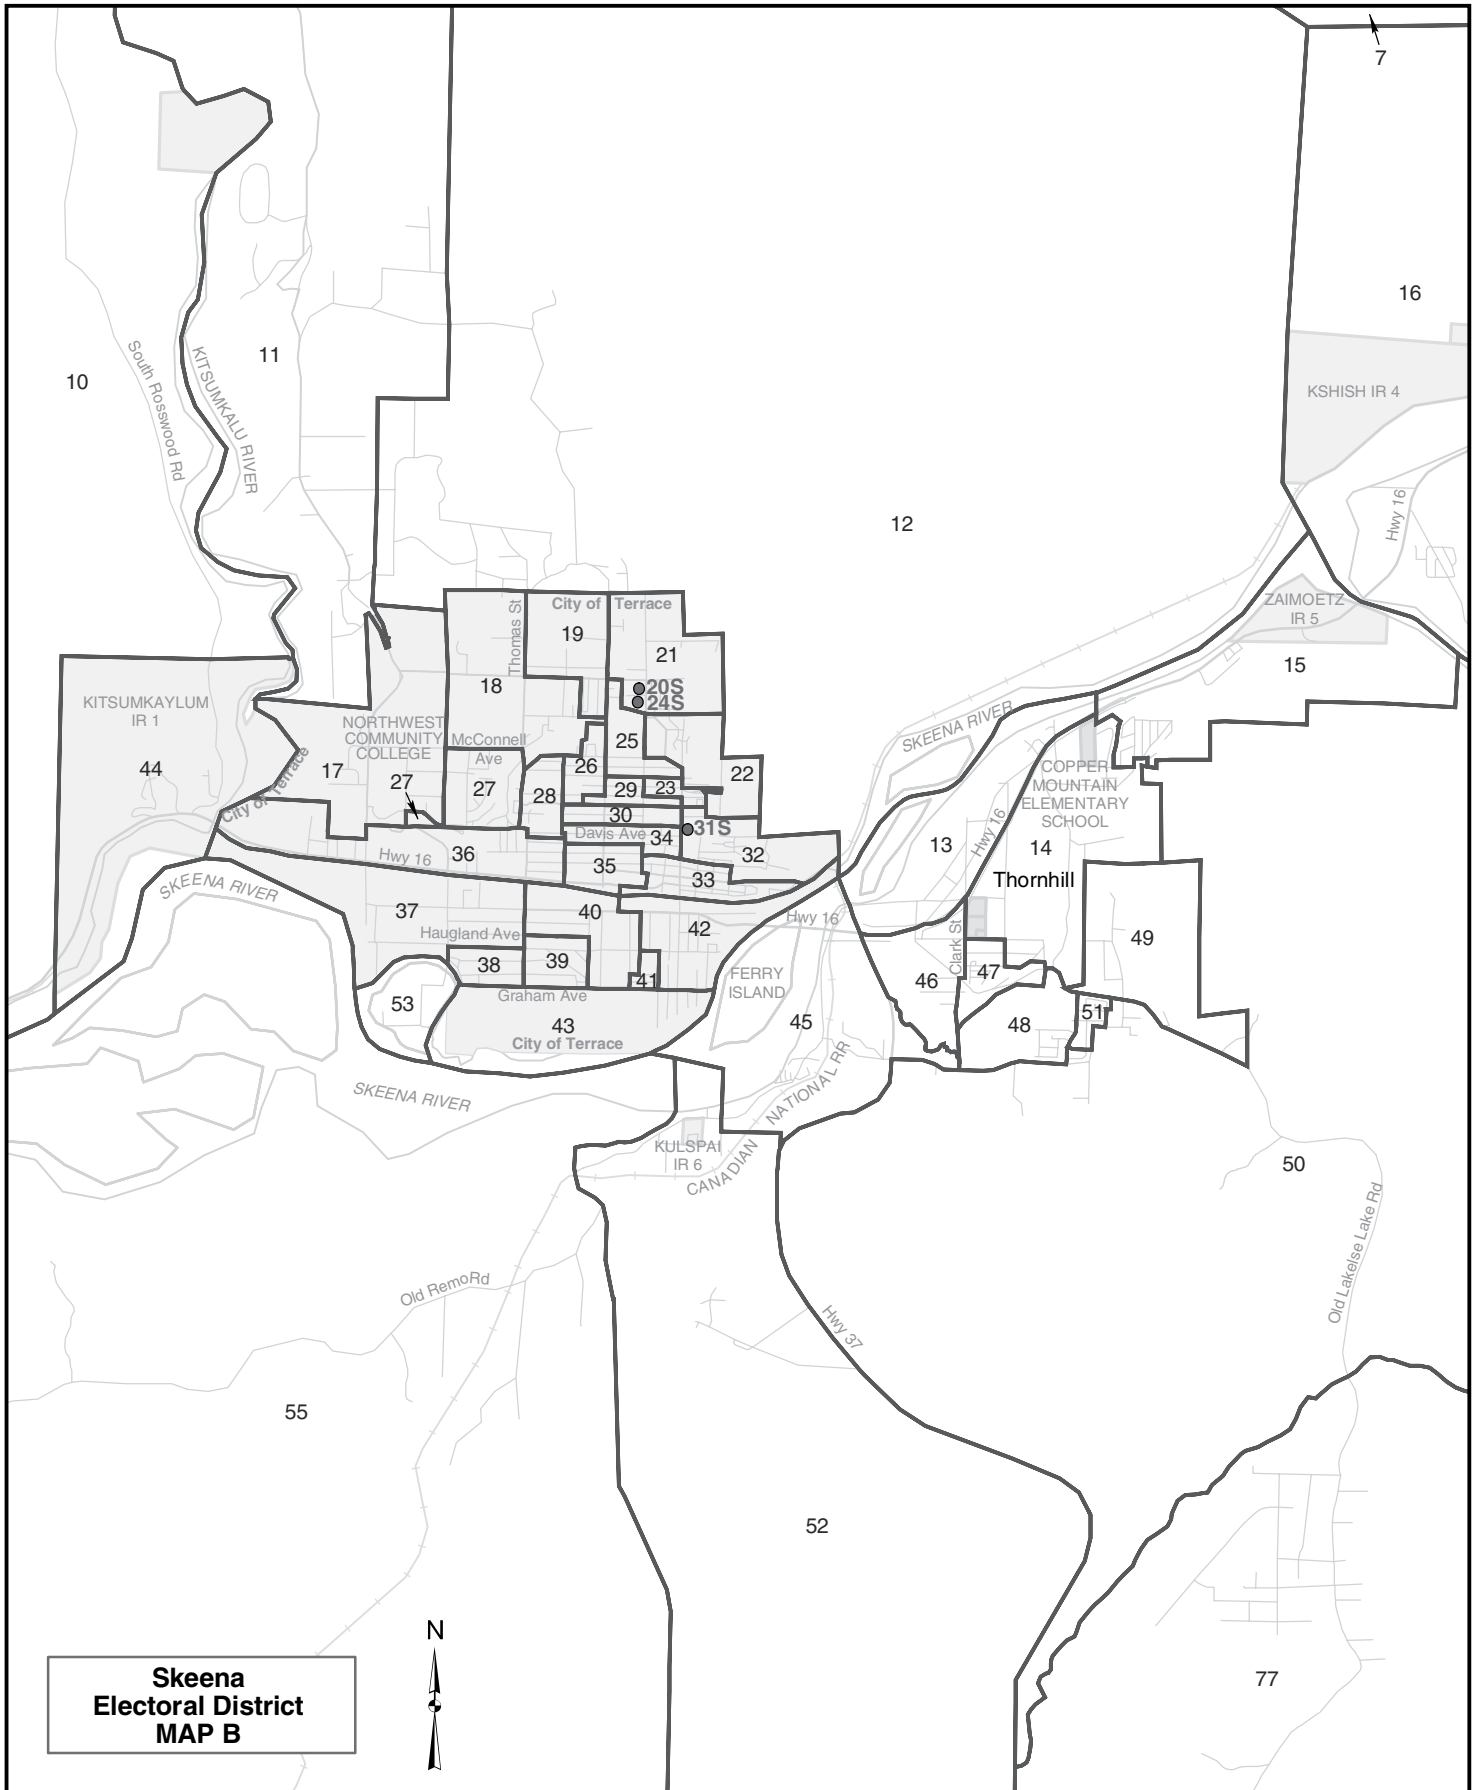 7
16
KSHISH IR 4
10
11
South Rosswood Rd
KITSUMKALU RIVER
12
Hwy 16
ZAIMOETZ
IR 5
15
City of Terrace
Thomas St
19
21
18
20S
24S
KITSUMKAYLUM
IR 1
44
City of Terrace
17
NORTHWEST
COMMUNITY
COLLEGE
27
McConnell
Ave
27
28
26
25
29
23
22
30
Davis Ave
34
31S
32
Hwy 16
36
35
33
SKEENA RIVER
13
Hwy 16
COPPER
MOUNTAIN
ELEMENTARY
SCHOOL
14
Thornhill
SKEENA RIVER
37
Haugland Ave
40
42
Hwy 16
38
39
41
Clark St
46
47
49
53
Graham Ave
43
City of Terrace
FERRY
ISLAND
45
48
51
SKEENA RIVER
CANADIAN NATIONAL RR
KULSPAI
IR 6
50
Old Lakelse Lake Rd
Old RemoRd
Hwy 37
55
52
77
N
Skeena
Electoral District
MAP B